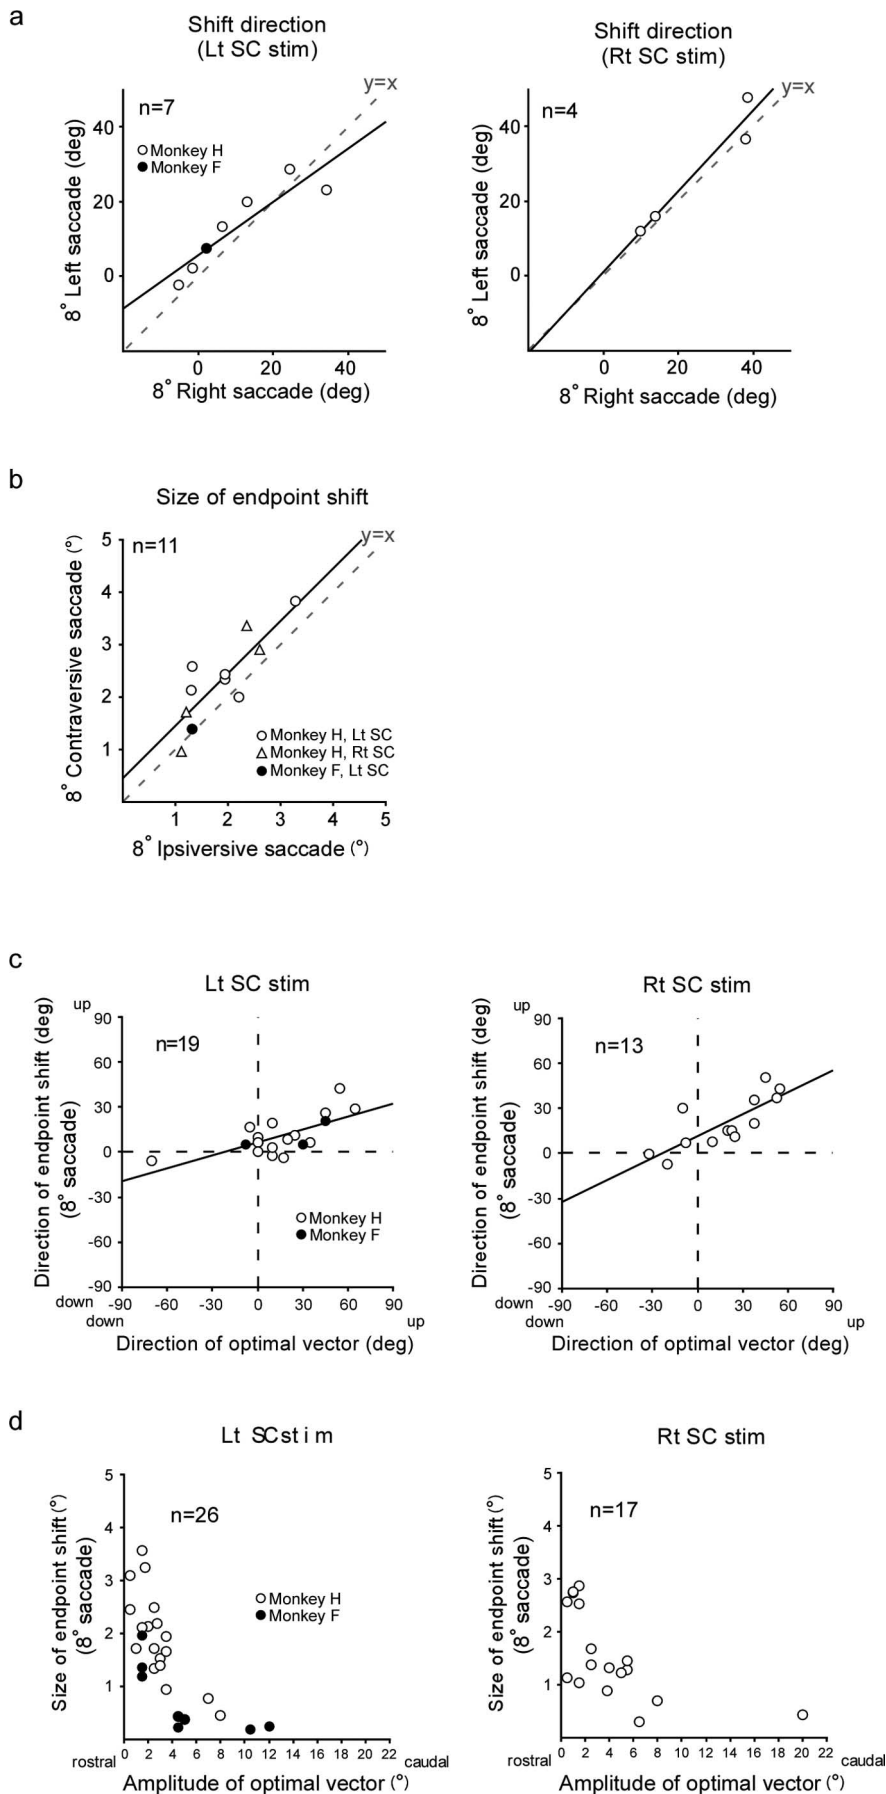 a
Shift direction
(Lt SC stim)
y=x
n=7
Monkey H
Monkey F
40
20
0
8° Left saccade (deg)
0 20 40
8° Right saccade (deg)
Shift direction
(Rt SC stim)
y=x
n=4
40
20
0
8° Left saccade (deg)
0 20 40
8° Right saccade (deg)
b
Size of endpoint shift
y=x
n=11
5
4
3
2
1
8° Contraversive saccade (°)
Monkey H, Lt SC
Monkey H, Rt SC
Monkey F, Lt SC
1 2 3 4 5
8° Ipsiversive saccade (°)
c
Lt SC stim
up
90
60
30
0
-30
-60
-90
Direction of endpoint shift (deg)
(8° saccade)
n=19
Monkey H
Monkey F
down
-90 -60 -30 0 30 60 90
down up
Direction of optimal vector (deg)
Rt SC stim
up
90
60
30
0
-30
-60
-90
Direction of endpoint shift (deg)
(8° saccade)
n=13
down
-90 -60 -30 0 30 60 90
down up
Direction of optimal vector (deg)
d
Lt SCstim
5
4
3
2
1
Size of endpoint shift (°)
(8° saccade)
n=26
Monkey H
Monkey F
0 2 4 6 8 10 12 14 16 18 20 22
rostral caudal
Amplitude of optimal vector (°)
Rt SC stim
5
4
3
2
1
Size of endpoint shift (°)
(8° saccade)
n=17
0 2 4 6 8 10 12 14 16 18 20 22
rostral caudal
Amplitude of optimal vector (°)